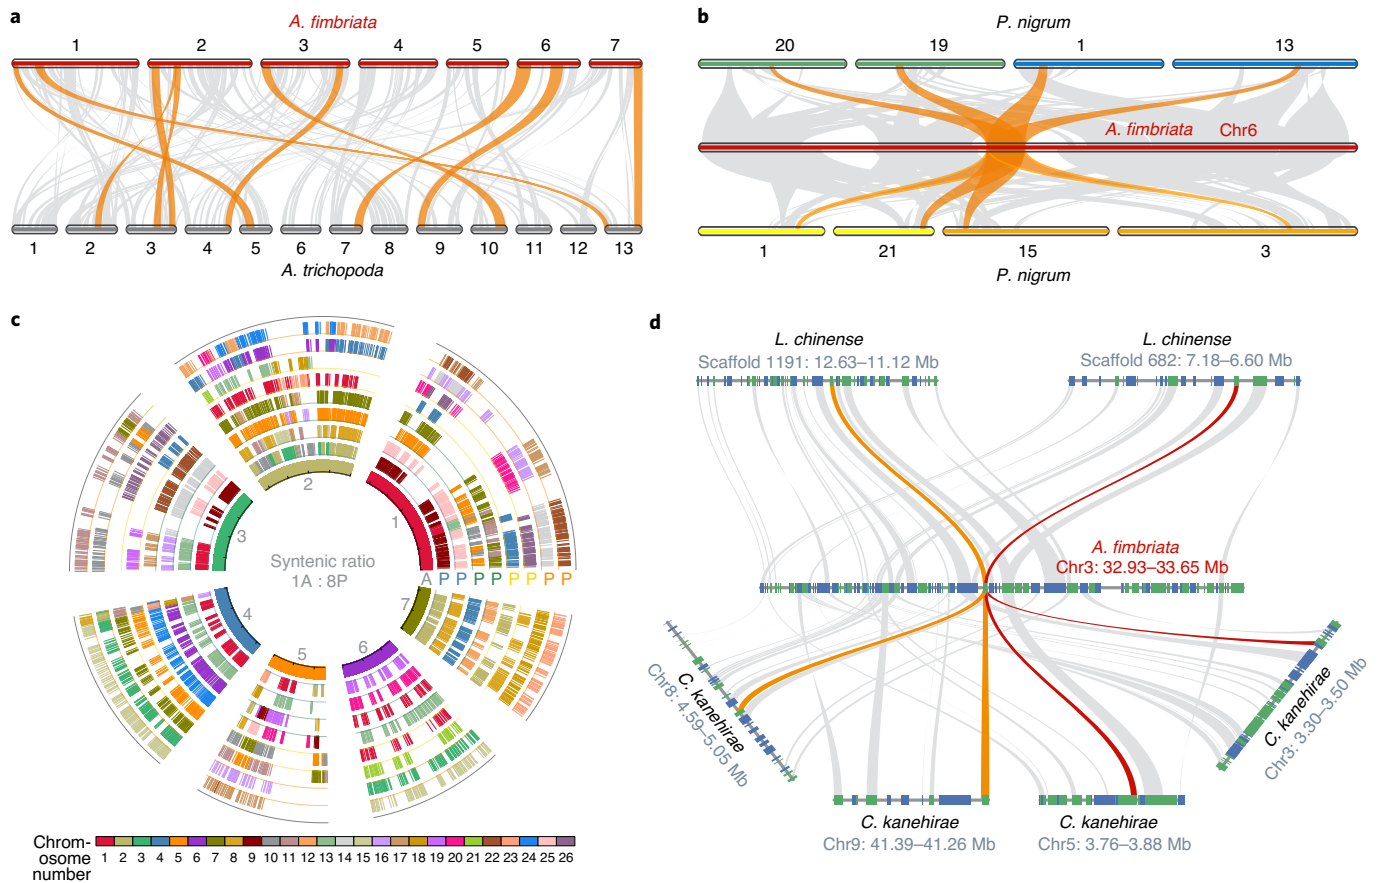 a
A. fimbriata
1 2 3 4 5 6 7
1 2 3 4 5 6 7 8 9 10 11 12 13
A. trichopoda
b
P. nigrum
20 19 1 13
A. fimbriata Chr6
1 21 15 3
P. nigrum
c
2
1
3
Syntenic ratio
1A : 8P
A P P P P P P P P
4
7
6
5
Chrom-
osome
number
1 2 3 4 5 6 7 8 9 10 11 12 13 14 15 16 17 18 19 20 21 22 23 24 25 26
d
L. chinense
Scaffold 1191: 12.63–11.12 Mb
L. chinense
Scaffold 682: 7.18–6.60 Mb
A. fimbriata
Chr3: 32.93–33.65 Mb
C. kanehirae
Chr8: 4.59–5.05 Mb
C. kanehirae
Chr3: 3.30–3.50 Mb
C. kanehirae
Chr9: 41.39–41.26 Mb
C. kanehirae
Chr5: 3.76–3.88 Mb